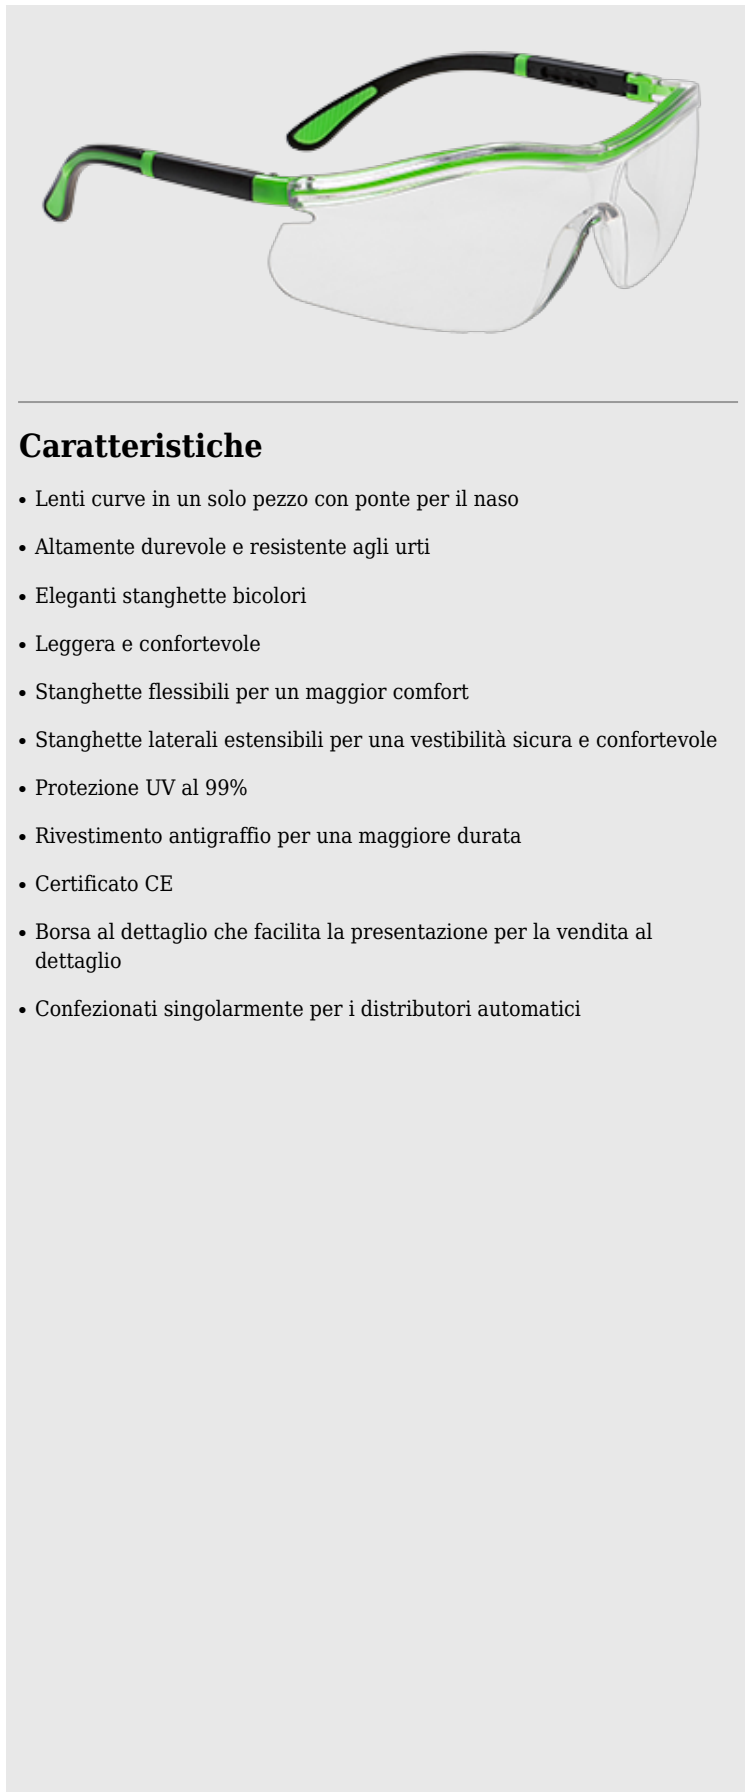 Caratteristiche
• Lenti curve in un solo pezzo con ponte per il naso
• Altamente durevole e resistente agli urti
• Eleganti stanghette bicolori
• Leggera e confortevole
• Stanghette flessibili per un maggior comfort
• Stanghette laterali estensibili per una vestibilità sicura e confortevole
• Protezione UV al 99%
• Rivestimento antigraffio per una maggiore durata
• Certificato CE
• Borsa al dettaglio che facilita la presentazione per la vendita al
dettaglio
• Confezionati singolarmente per i distributori automatici